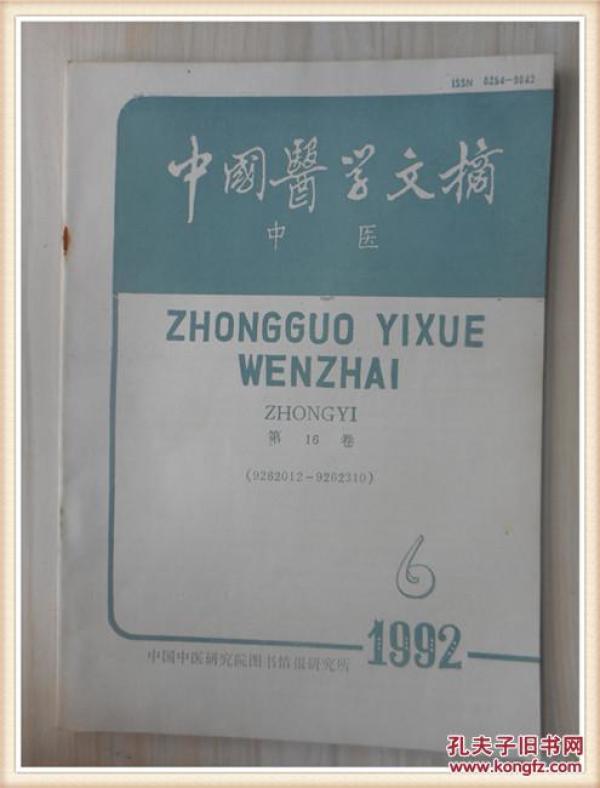 ISSN 0254-9042
中國醫学文摘
中医
ZHONGGUO YIXUE
WENZHAI
ZHONGYI
第 16 卷
(9262012-9262310)
6
1992
中国中医研究院图书情报研究所
孔夫子旧书网
www.kongfz.com